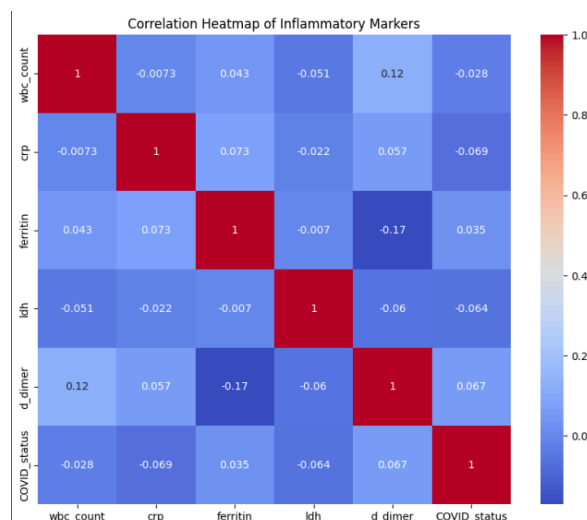 Correlation Heatmap of Inflammatory Markers
wbc_count 1 -0.0073 0.043 -0.051 0.12 -0.028
crp -0.0073 1 0.073 -0.022 0.057 -0.069
ferritin 0.043 0.073 1 -0.007 -0.17 0.035
ldh -0.051 -0.022 -0.007 1 -0.06 -0.064
d_dimer 0.12 0.057 -0.17 -0.06 1 0.067
COVID_status -0.028 -0.069 0.035 -0.064 0.067 1
wbc_count crp ferritin ldh d_dimer COVID_status
1.0
0.8
0.6
0.4
0.2
0.0